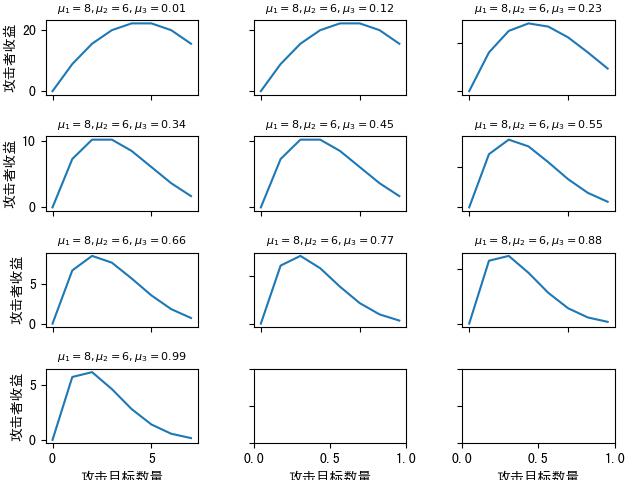 μ₁ = 8, μ₂ = 6, μ₃ = 0.01
μ₁ = 8, μ₂ = 6, μ₃ = 0.12
μ₁ = 8, μ₂ = 6, μ₃ = 0.23
20
0
攻击者收益
μ₁ = 8, μ₂ = 6, μ₃ = 0.34
μ₁ = 8, μ₂ = 6, μ₃ = 0.45
μ₁ = 8, μ₂ = 6, μ₃ = 0.55
10
0
攻击者收益
μ₁ = 8, μ₂ = 6, μ₃ = 0.66
μ₁ = 8, μ₂ = 6, μ₃ = 0.77
μ₁ = 8, μ₂ = 6, μ₃ = 0.88
5
0
攻击者收益
μ₁ = 8, μ₂ = 6, μ₃ = 0.99
5
0
攻击者收益
0 5
0.0 0.5 1.0
0.0 0.5 1.0
攻击目标数量
攻击目标数量
攻击目标数量